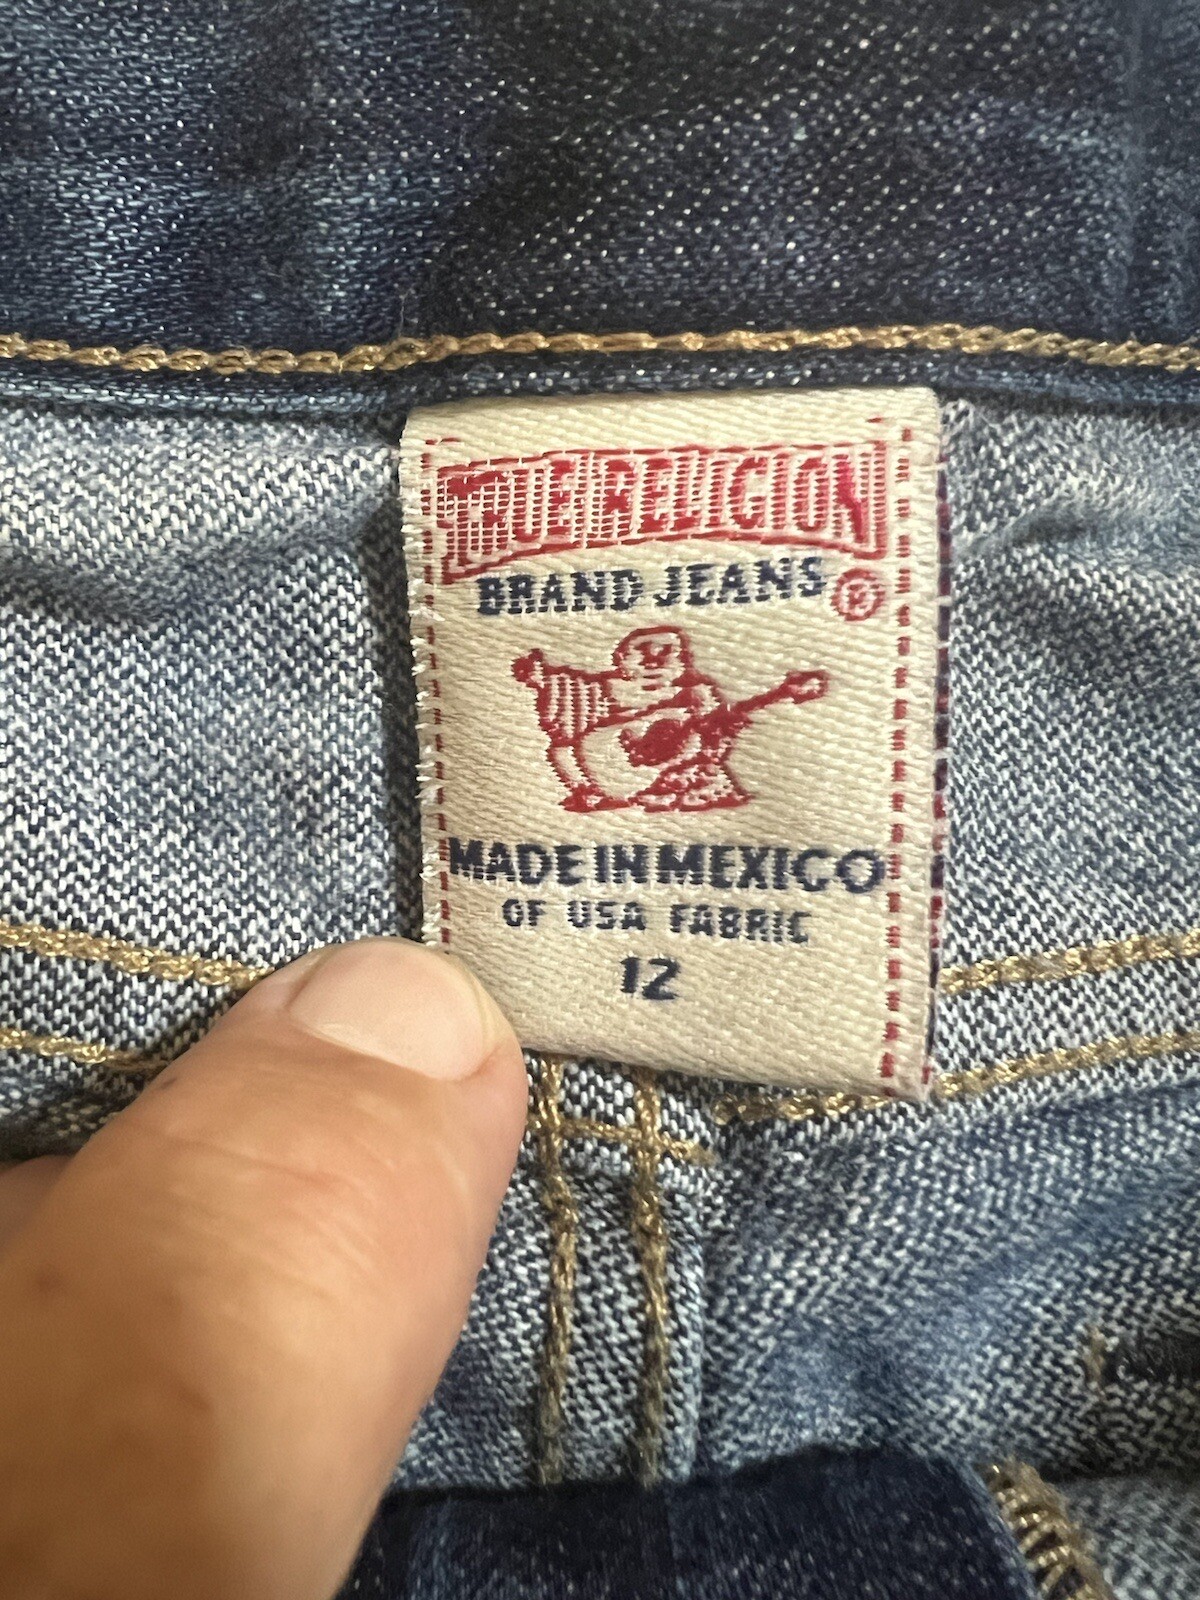 TRUE RELIGION
BRAND JEANS ®
MADE IN MEXICO
OF USA FABRIC
12